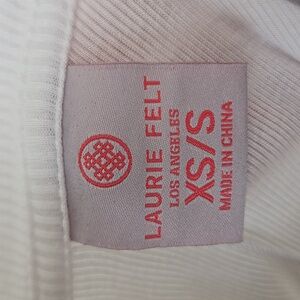 LAURIE FELT
LOS ANGELES
XS/S
MADE IN CHINA